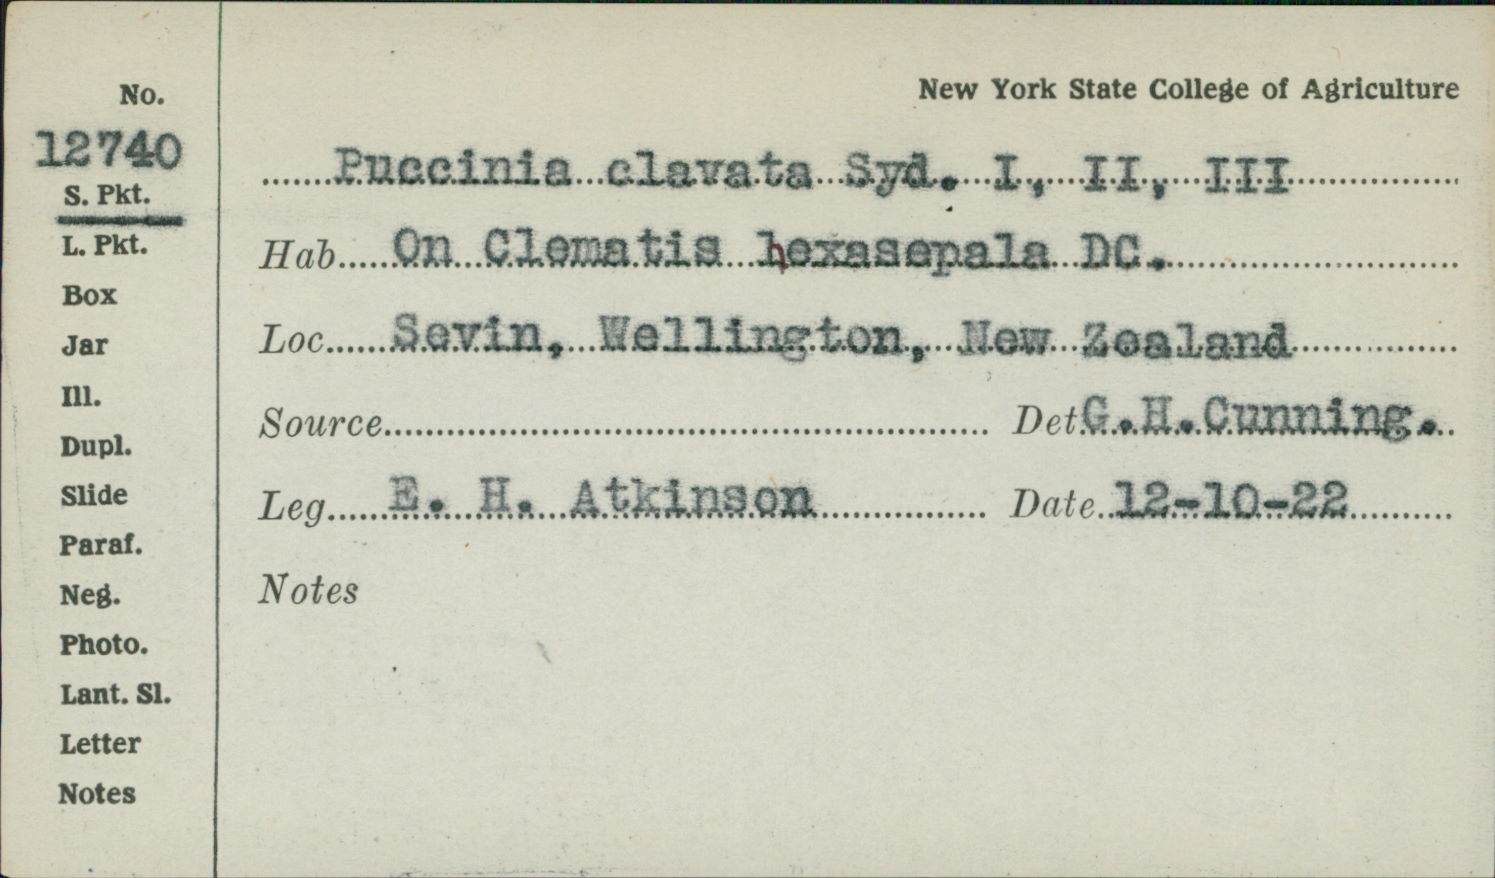 No.
12740
S. Pkt.
L. Pkt.
Box
Jar
Ill.
Dupl.
Slide
Paraf.
Neg.
Photo.
Lant. Sl.
Letter
Notes
New York State College of Agriculture
Puccinia clavata Syd. I, II, III
Hab. On Clematis hexasepala DC.
Loc. Sevin, Wellington, New Zealand
Source Det. G.H.Cunning.
Leg. E. H. Atkinson Date 12-10-22
Notes